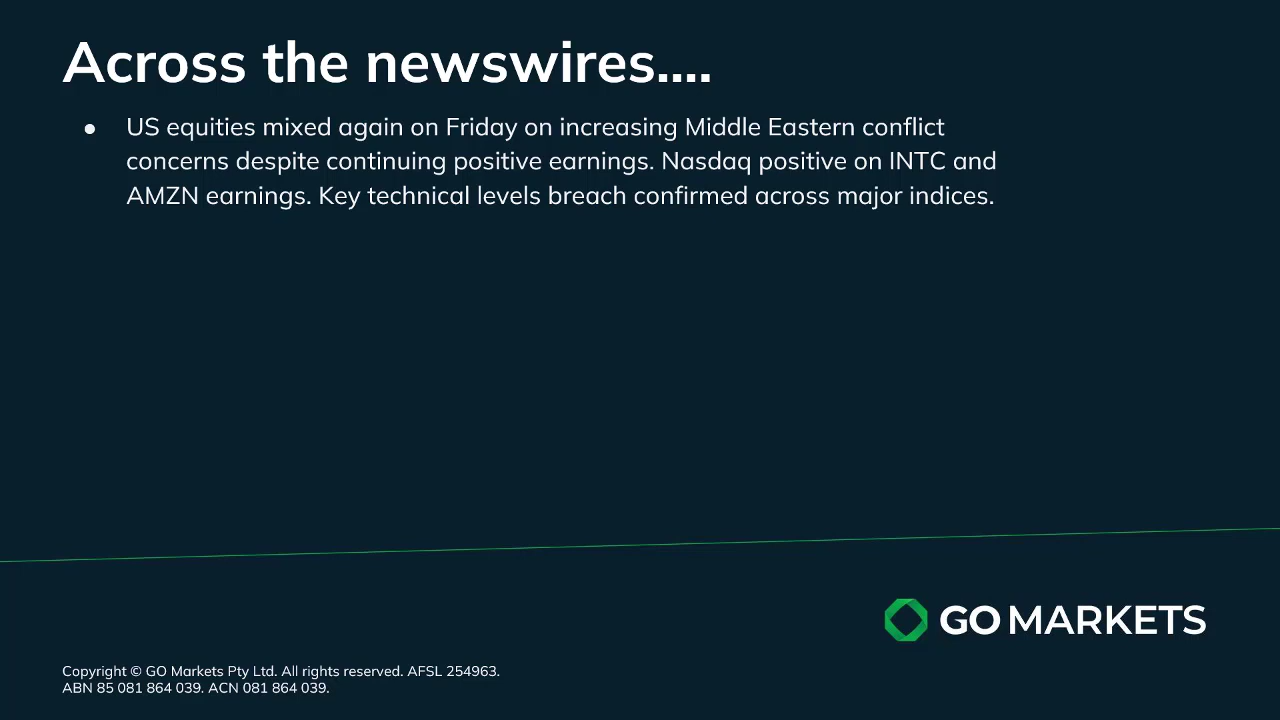 Across the newswires....
● US equities mixed again on Friday on increasing Middle Eastern conflict
concerns despite continuing positive earnings. Nasdaq positive on INTC and
AMZN earnings. Key technical levels breach confirmed across major indices.
GO MARKETS
Copyright © GO Markets Pty Ltd. All rights reserved. AFSL 254963.
ABN 85 081 864 039. ACN 081 864 039.